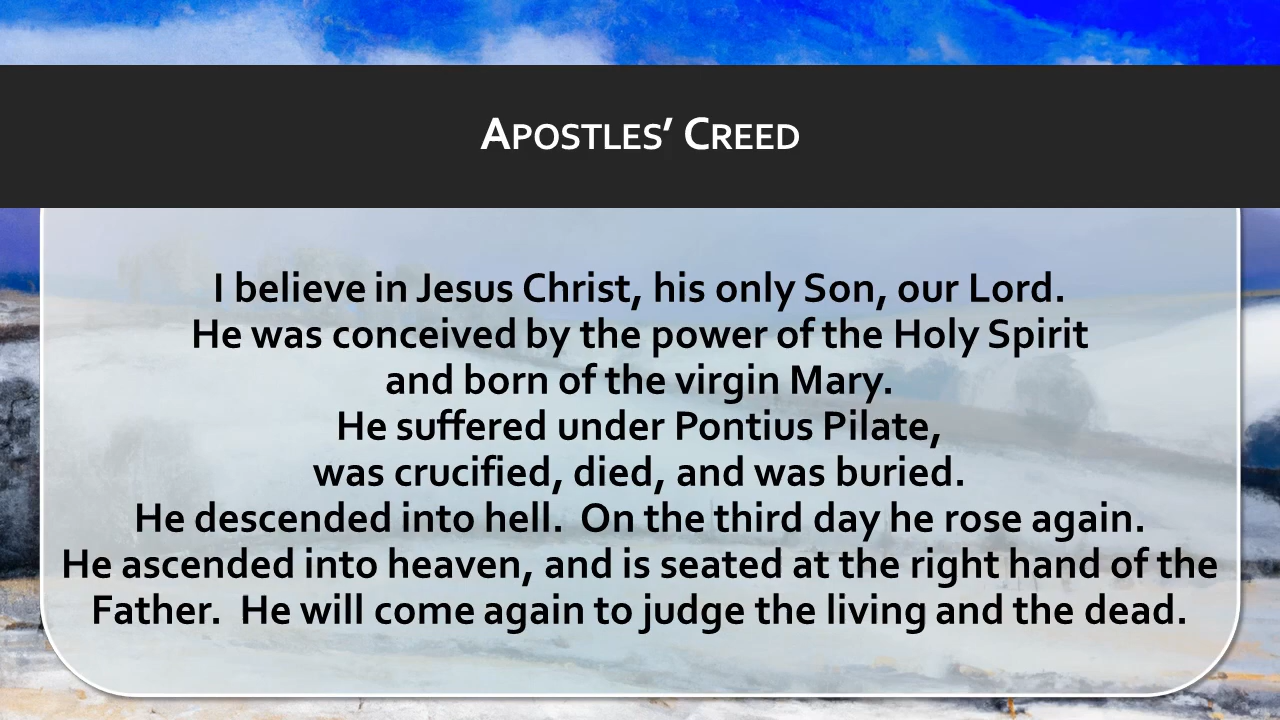 Apostles’ Creed
I believe in Jesus Christ, his only Son, our Lord.
He was conceived by the power of the Holy Spirit
and born of the virgin Mary.
He suffered under Pontius Pilate,
was crucified, died, and was buried.
He descended into hell.  On the third day he rose again.
He ascended into heaven, and is seated at the right hand of the
Father.  He will come again to judge the living and the dead.